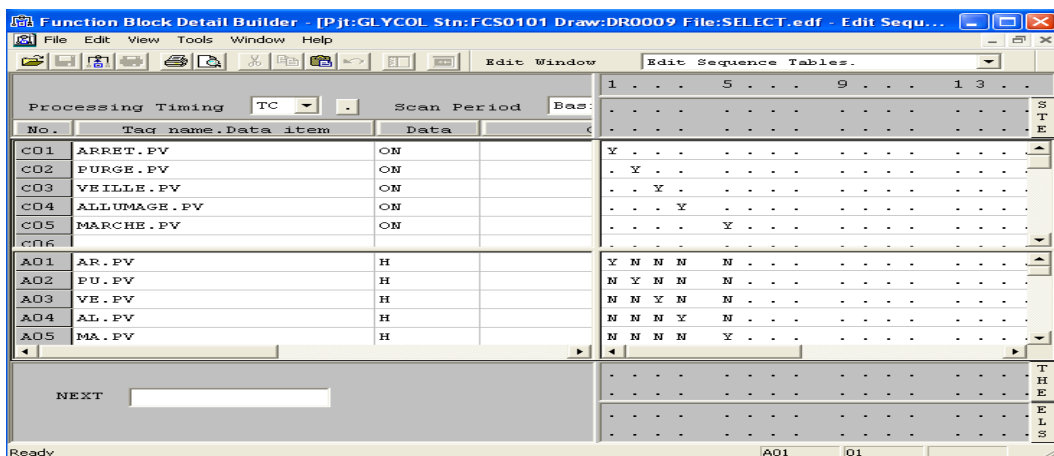 Function Block Detail Builder - [Pjt:GLYCOL Stn:FCS0101 Draw:DR0009 File:SELECT.edf - Edit Sequ...
File Edit View Tools Window Help
Edit Window Edit Sequence Tables.
1 . . . 5 . . . 9 . . . 1 3 . .
Processing Timing TC . Scan Period Bas:
. . . . . . . . . . . . . . . STE
No. Tag name.Data item Data C . . . . . . . . . . . . . . .
C01 ARRET.PV ON Y . . . . . . . . . . . . . .
C02 PURGE.PV ON . Y . . . . . . . . . . . . .
C03 VEILLE.PV ON . . Y . . . . . . . . . . . .
C04 ALLUMAGE.PV ON . . . Y . . . . . . . . . . .
C05 MARCHE.PV ON . . . . Y . . . . . . . . . .
C06
A01 AR.PV H Y N N N N . . . . . . . . . .
A02 PU.PV H N Y N N N . . . . . . . . . .
A03 VE.PV H N N Y N N . . . . . . . . . .
A04 AL.PV H N N N Y N . . . . . . . . . .
A05 MA.PV H N N N N Y . . . . . . . . . .
. . . . . . . . . . . . . . . THE
NEXT . . . . . . . . . . . . . . .
. . . . . . . . . . . . . . . ELS
. . . . . . . . . . . . . . .
Ready A01 01